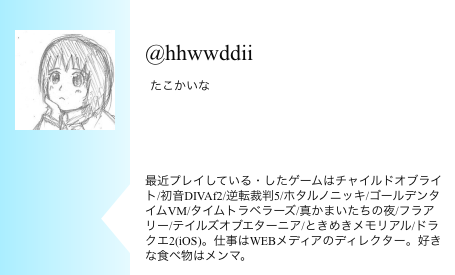 @hhwwddii
たこかいな
最近プレイしている・したゲームはチャイルドオブライ
ト/初音DIVAf2/逆転裁判5/ホタルノニッキ/ゴールデンタ
イムVM/タイムトラベラーズ/真かまいたちの夜/フラア
リー/テイルズオブエターニア/ときめきメモリアル/ドラ
クエ2(iOS)。仕事はWEBメディアのディレクター。好き
な食べ物はメンマ。